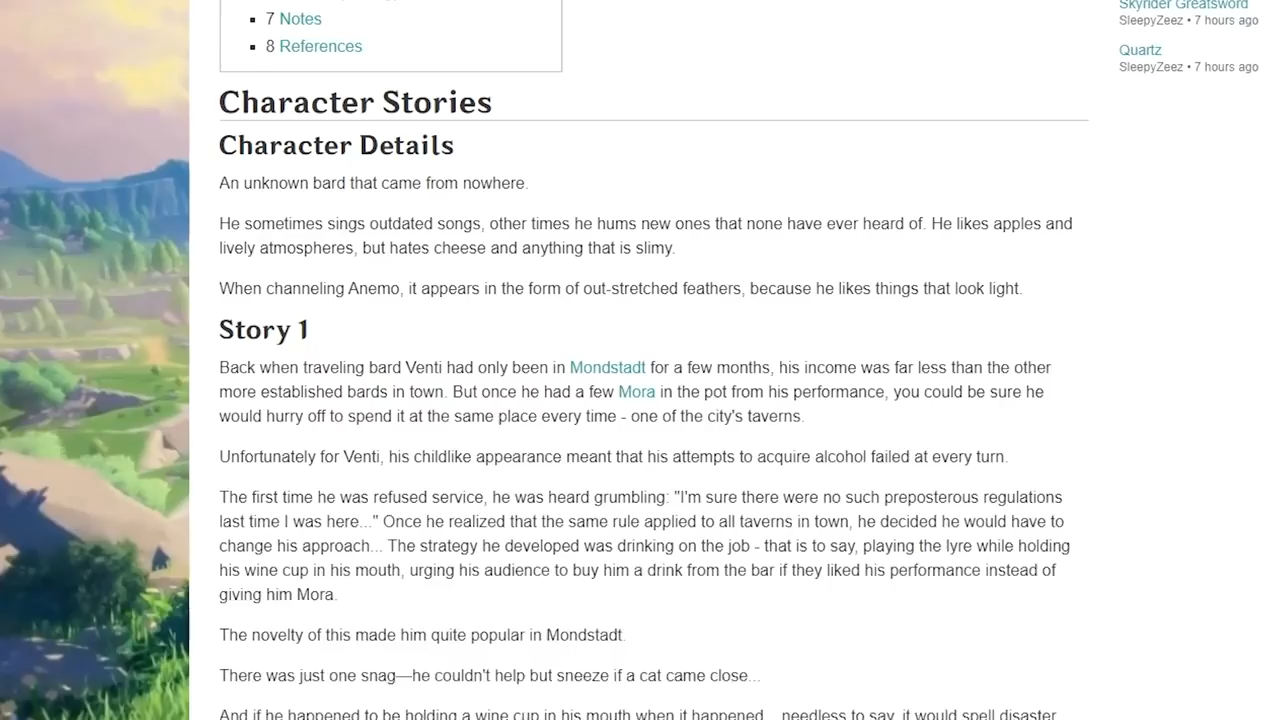 7 Notes
8 References
Skyrider Greatsword
SleepyZeez • 7 hours ago
Quartz
SleepyZeez • 7 hours ago
Character Stories
Character Details
An unknown bard that came from nowhere.
He sometimes sings outdated songs, other times he hums new ones that none have ever heard of. He likes apples and
lively atmospheres, but hates cheese and anything that is slimy.
When channeling Anemo, it appears in the form of out-stretched feathers, because he likes things that look light.
Story 1
Back when traveling bard Venti had only been in Mondstadt for a few months, his income was far less than the other
more established bards in town. But once he had a few Mora in the pot from his performance, you could be sure he
would hurry off to spend it at the same place every time - one of the city's taverns.
Unfortunately for Venti, his childlike appearance meant that his attempts to acquire alcohol failed at every turn.
The first time he was refused service, he was heard grumbling: "I'm sure there were no such preposterous regulations
last time I was here..." Once he realized that the same rule applied to all taverns in town, he decided he would have to
change his approach... The strategy he developed was drinking on the job - that is to say, playing the lyre while holding
his wine cup in his mouth, urging his audience to buy him a drink from the bar if they liked his performance instead of
giving him Mora.
The novelty of this made him quite popular in Mondstadt.
There was just one snag—he couldn't help but sneeze if a cat came close...
And if he happened to be holding a wine cup in his mouth when it happened... needless to say, it would spell disaster.